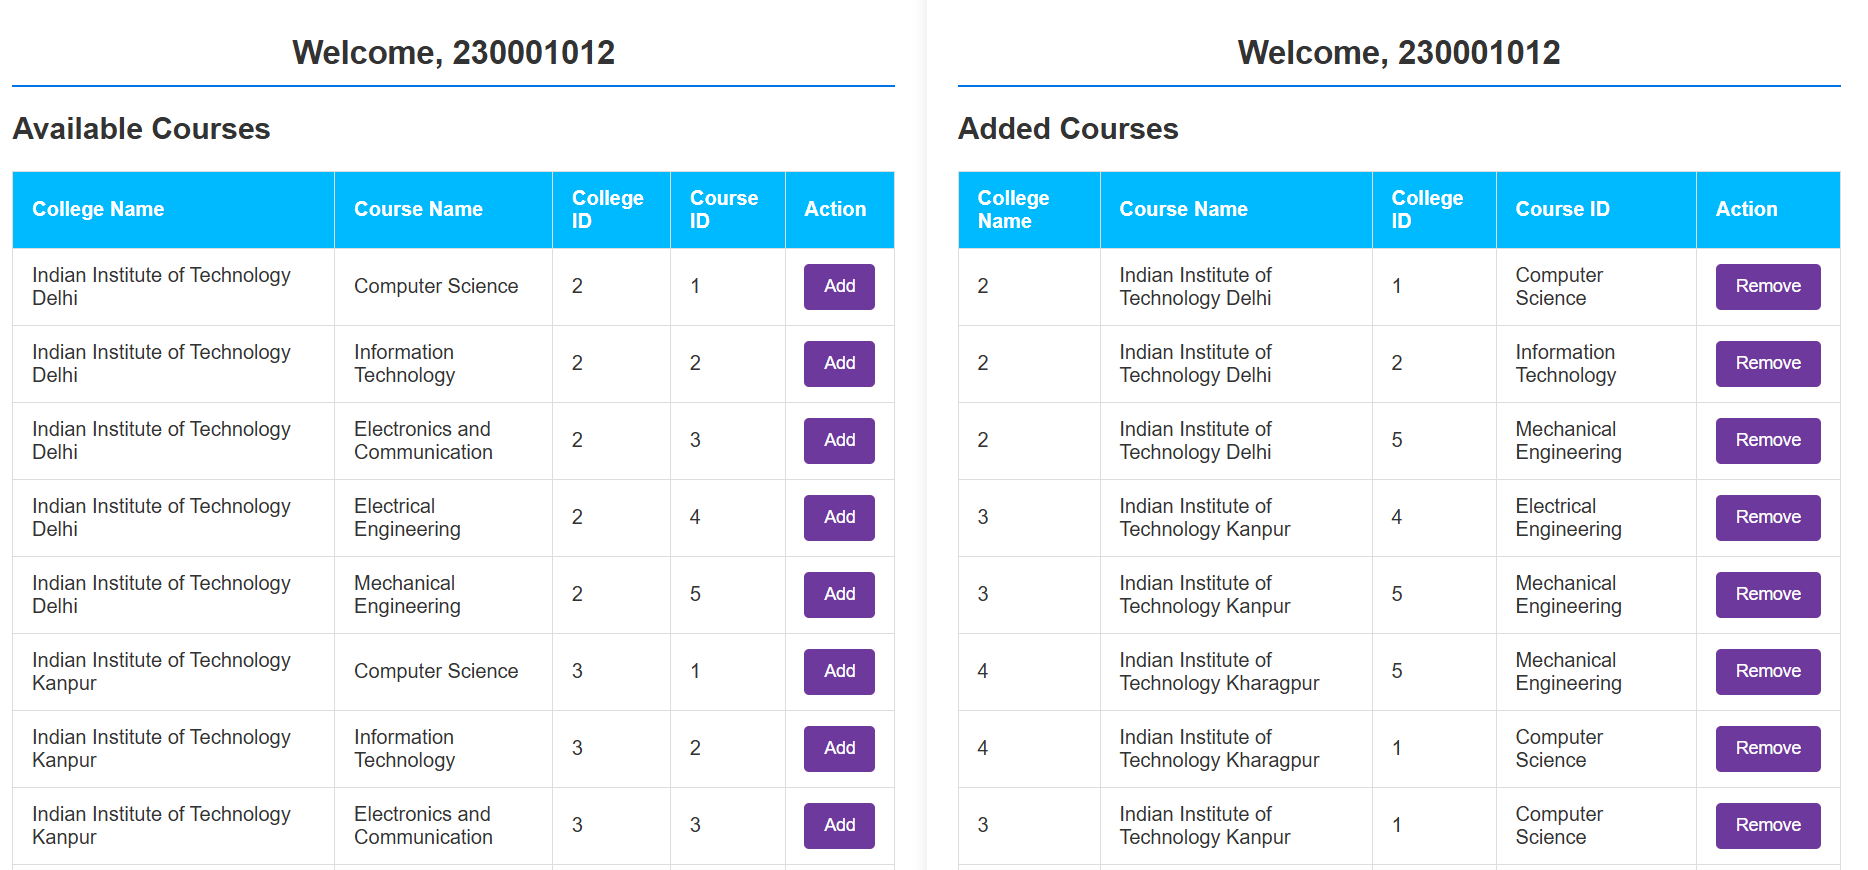 Welcome, 230001012
Available Courses
College Name
Course Name
College
ID
Course
ID
Action
Indian Institute of Technology
Delhi
Computer Science
2
1
Add
Indian Institute of Technology
Delhi
Information
Technology
2
2
Add
Indian Institute of Technology
Delhi
Electronics and
Communication
2
3
Add
Indian Institute of Technology
Delhi
Electrical
Engineering
2
4
Add
Indian Institute of Technology
Delhi
Mechanical
Engineering
2
5
Add
Indian Institute of Technology
Kanpur
Computer Science
3
1
Add
Indian Institute of Technology
Kanpur
Information
Technology
3
2
Add
Indian Institute of Technology
Kanpur
Electronics and
Communication
3
3
Add
Welcome, 230001012
Added Courses
College
Name
Course Name
College
ID
Course ID
Action
2
Indian Institute of
Technology Delhi
1
Computer
Science
Remove
2
Indian Institute of
Technology Delhi
2
Information
Technology
Remove
2
Indian Institute of
Technology Delhi
5
Mechanical
Engineering
Remove
3
Indian Institute of
Technology Kanpur
4
Electrical
Engineering
Remove
3
Indian Institute of
Technology Kanpur
5
Mechanical
Engineering
Remove
4
Indian Institute of
Technology Kharagpur
5
Mechanical
Engineering
Remove
4
Indian Institute of
Technology Kharagpur
1
Computer
Science
Remove
3
Indian Institute of
Technology Kanpur
1
Computer
Science
Remove